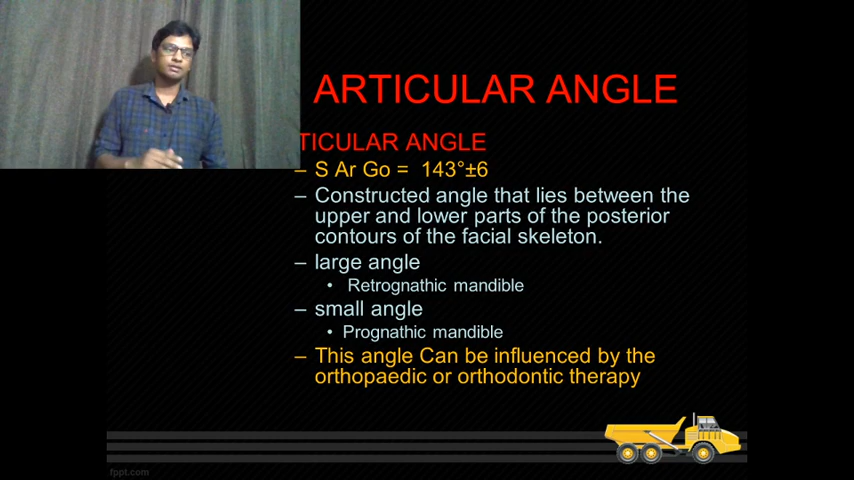 ARTICULAR ANGLE
TICULAR ANGLE
– S Ar Go = 143°±6
– Constructed angle that lies between the
upper and lower parts of the posterior
contours of the facial skeleton.
– large angle
• Retrognathic mandible
– small angle
• Prognathic mandible
– This angle Can be influenced by the
orthopaedic or orthodontic therapy
fppt.com